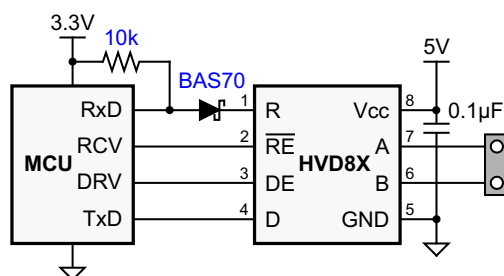 3.3V
10k
BAS70
5V
0.1µF
MCU
RxD
RCV
DRV
TxD
1
2
3
4
HVD8X
R
RE
DE
D
Vcc
A
B
GND
8
7
6
5